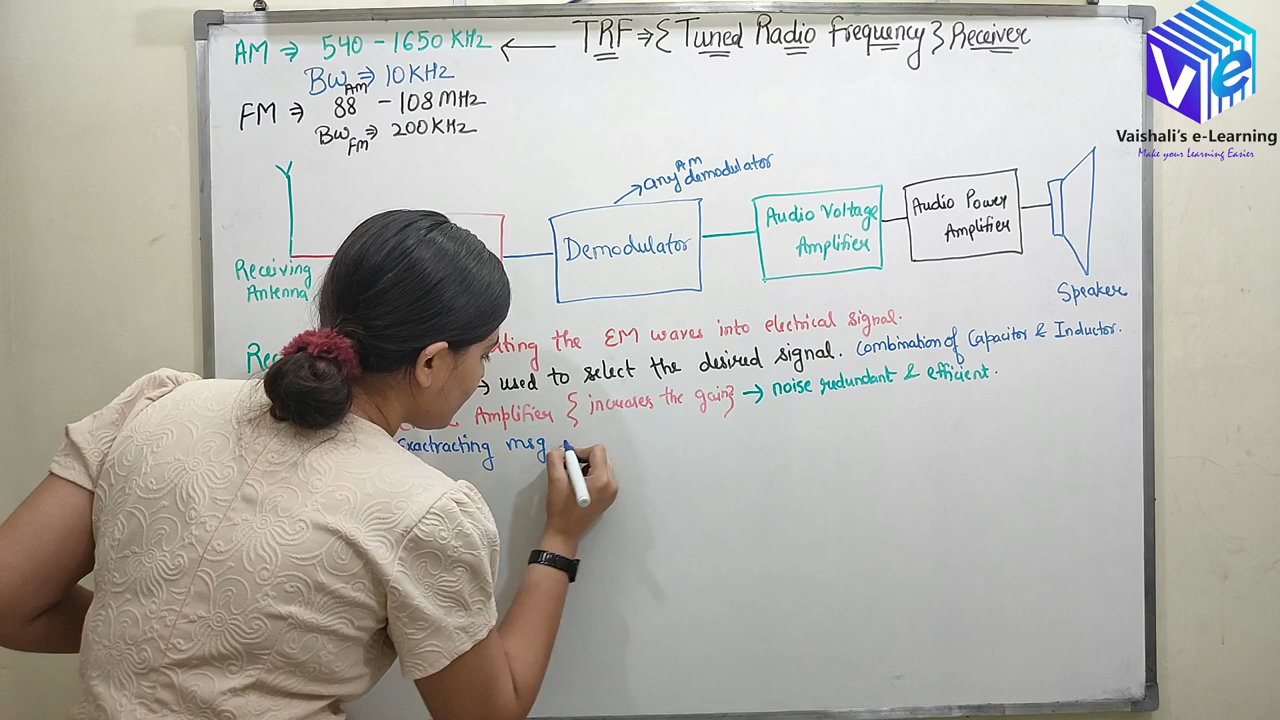 AM ⇒ 540 - 1650 KHz ← TRF ⇒ { Tuned Radio Frequency } Receiver
BW AM ⇒ 10 KHz
FM ⇒ 88 - 108 MHz
BW FM ⇒ 200 KHz
→ any AM demodulator
Demodulator
Audio Voltage Amplifier
Audio Power Amplifier
Receiving Antenna
Speaker
the EM waves into electrical signal.
→ used to select the desired signal. Combination of Capacitor & Inductor.
Amplifier { increases the gain} → noise redundant & efficient.
Exactracting msg
Ve
Vaishali's e-Learning
Make your Learning Easier